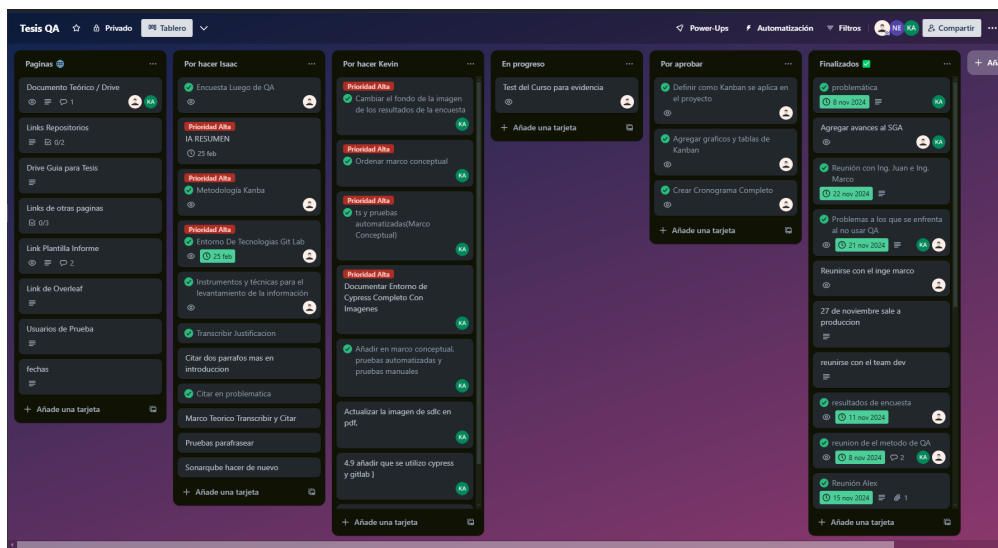 Tesis QA
Privado
Tablero
Power-Ups
Automatización
Filtros
NE
KA
Compartir
Paginas
Documento Teórico / Drive
1
KA
Links Repositorios
0/2
Drive Guia para Tesis
Links de otras paginas
0/3
Link Plantilla Informe
2
Link de Overleaf
Usuarios de Prueba
fechas
+ Añade una tarjeta
Por hacer Isaac
Encuesta Luego de QA
Prioridad Alta
IA RESUMEN
25 feb
Prioridad Alta
Metodología Kanba
Prioridad Alta
Entorno De Tecnologias Git Lab
25 feb
Instrumentos y técnicas para el
levantamiento de la información
Transcribir Justificacion
Citar dos parrafos mas en
introduccion
Citar en problematica
Marco Teorico Transcribir y Citar
Pruebas parafrasear
Sonarqube hacer de nuevo
+ Añade una tarjeta
Por hacer Kevin
Prioridad Alta
Cambiar el fondo de la imagen
de los resultados de la encuesta
KA
Prioridad Alta
Ordenar marco conceptual
KA
Prioridad Alta
ts y pruebas
automatizadas(Marco
Conceptual)
KA
Prioridad Alta
Documentar Entorno de
Cypress Completo Con
Imagenes
KA
Añadir en marco conceptual,
pruebas automatizadas y
pruebas manuales
KA
Actualizar la imagen de sdlc en
pdf,
KA
4.9 añadir que se utilizo cypress
y gitlab }
KA
+ Añade una tarjeta
En progreso
Test del Curso para evidencia
+ Añade una tarjeta
Por aprobar
Definir como Kanban se aplica en
el proyecto
Agregar graficos y tablas de
Kanban
Crear Cronograma Completo
+ Añade una tarjeta
Finalizados
problemática
8 nov 2024
KA
Agregar avances al SGA
KA
Reunión con Ing. Juan e Ing.
Marco
22 nov 2024
Problemas a los que se enfrenta
al no usar QA
21 nov 2024
KA
Reunirse con el inge marco
27 de noviembre sale a
produccion
reunirse con el team dev
resultados de encuesta
11 nov 2024
reunion de el metodo de QA
8 nov 2024
2
KA
Reunión Alex
15 nov 2024
1
+ Añade una tarjeta
+ Añ